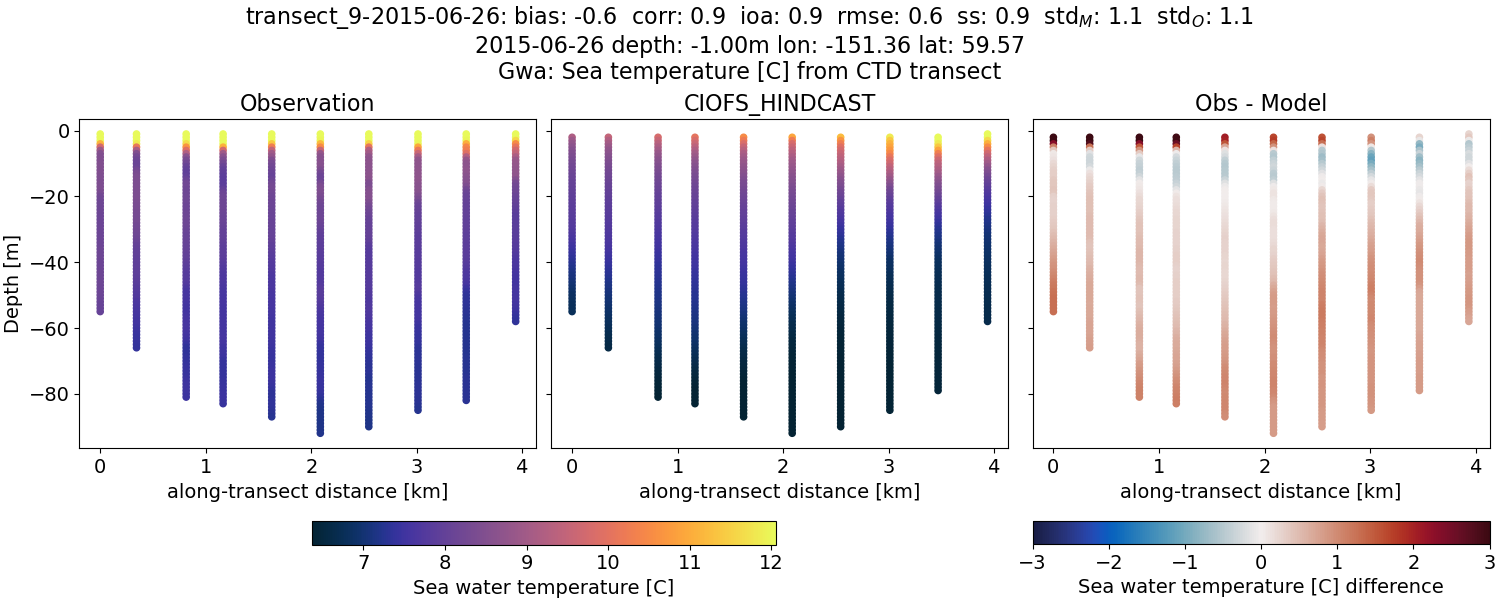 transect_9-2015-06-26: bias: -0.6 corr: 0.9 ioa: 0.9 rmse: 0.6 ss: 0.9 std_M: 1.1 std_O: 1.1
2015-06-26 depth: -1.00m lon: -151.36 lat: 59.57
Gwa: Sea temperature [C] from CTD transect
Observation
CIOFS_HINDCAST
Obs - Model
0
−20
−40
−60
−80
Depth [m]
0 1 2 3 4
0 1 2 3 4
0 1 2 3 4
along-transect distance [km]
along-transect distance [km]
along-transect distance [km]
7 8 9 10 11 12
Sea water temperature [C]
−3 −2 −1 0 1 2 3
Sea water temperature [C] difference